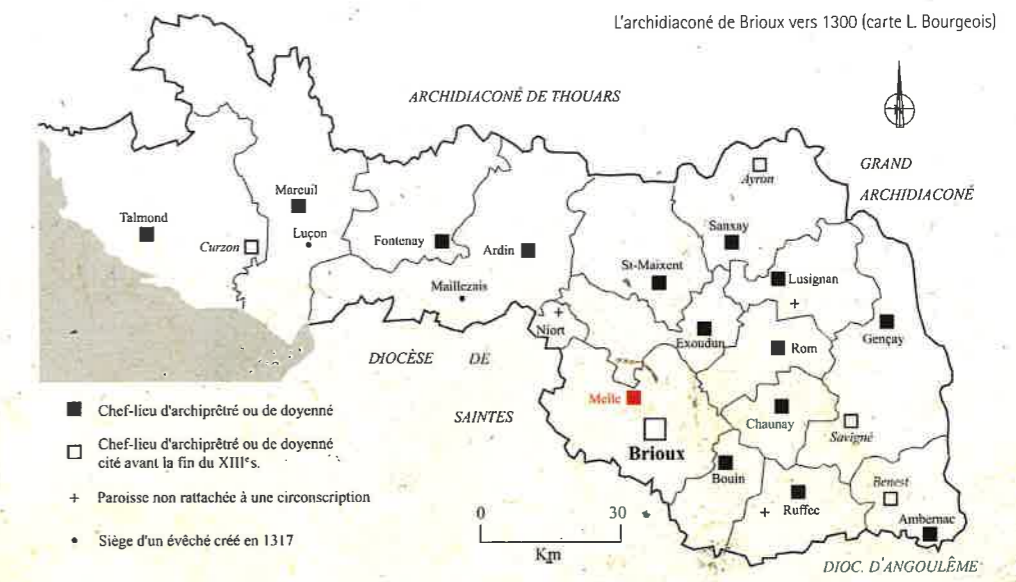 L'archidiaconé de Brioux vers 1300 (carte L. Bourgeois)
ARCHIDIACONÉ DE THOUARS
GRAND
ARCHIDIACONÉ
Ayron
Mareuil
Talmond
Curzon
Luçon
Fontenay
Ardin
Sanxay
St-Maixent
Lusignan
Maillezais
Niort
Exoudun
Rom
Gençay
DIOCÈSE DE
SAINTES
Melle
Brioux
Chaunay
Savigné
Bouin
Ruffec
Benest
Ambernac
DIOC. D'ANGOULÊME
Chef-lieu d'archiprêtré ou de doyenné
Chef-lieu d'archiprêtré ou de doyenné
cité avant la fin du XIIIe s.
+ Paroisse non rattachée à une circonscription
• Siège d'un évêché créé en 1317
0 30
Km